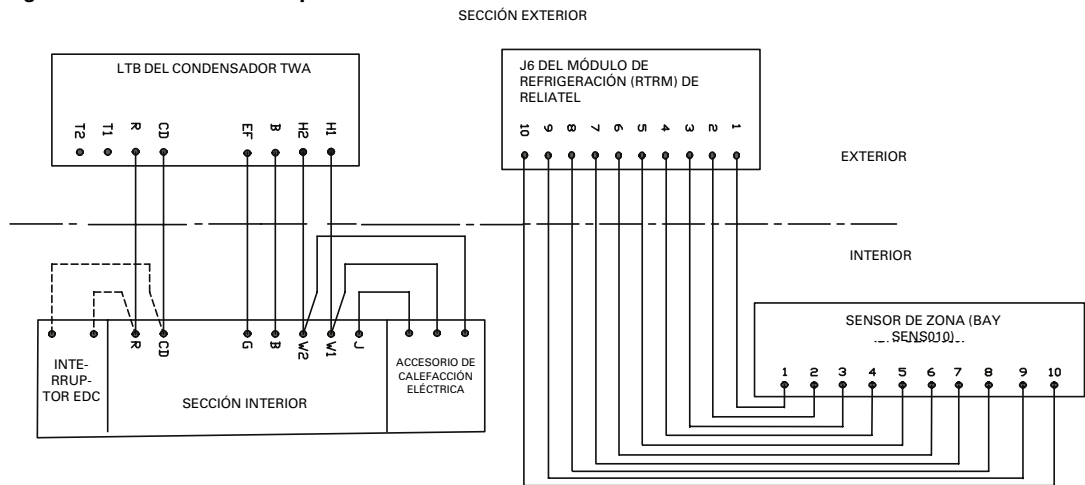 SECCIÓN EXTERIOR
LTB DEL CONDENSADOR TWA
T2 T1 R CD EF B H2 H1
J6 DEL MÓDULO DE
REFRIGERACIÓN (RTRM) DE
RELIATEL
10 9 8 7 6 5 4 3 2 1
EXTERIOR
INTERIOR
SENSOR DE ZONA (BAY
SENS010)
1 2 3 4 5 6 7 8 9 10
R CD G B W2 W1 J
INTE-
RRUP-
TOR EDC
SECCIÓN INTERIOR
ACCESORIO DE
CALEFACCIÓN
ELÉCTRICA